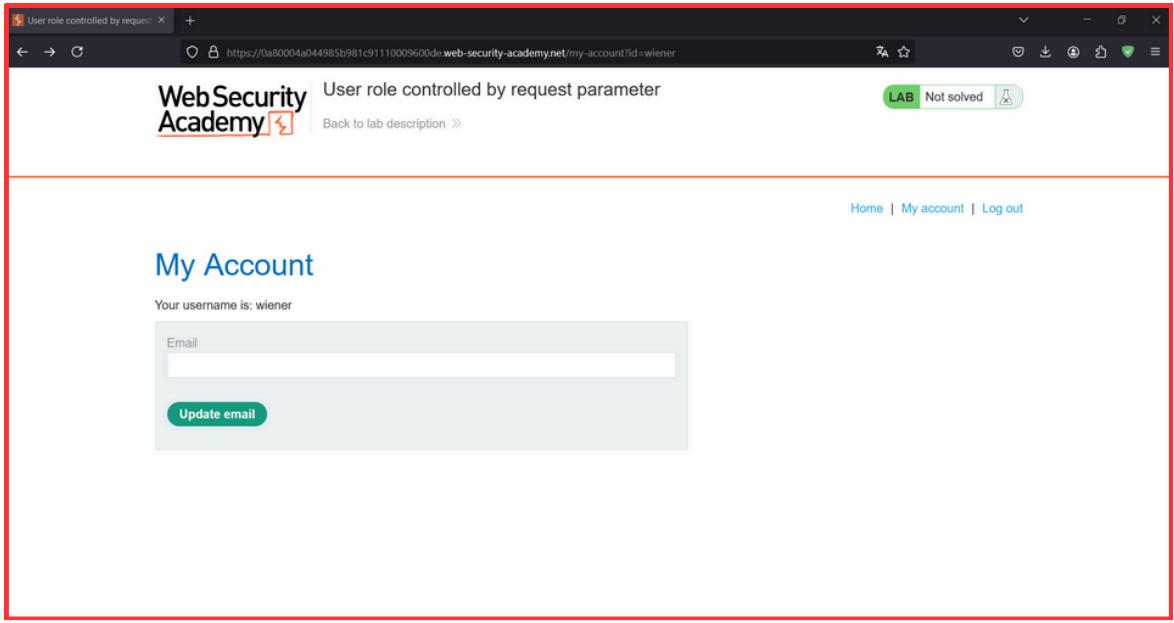 User role controlled by request
https://0a80004a044985b981c91110009600de.web-security-academy.net/my-account?id=wiener
WebSecurity
Academy
User role controlled by request parameter
Back to lab description
LAB Not solved
Home | My account | Log out
My Account
Your username is: wiener
Email
Update email